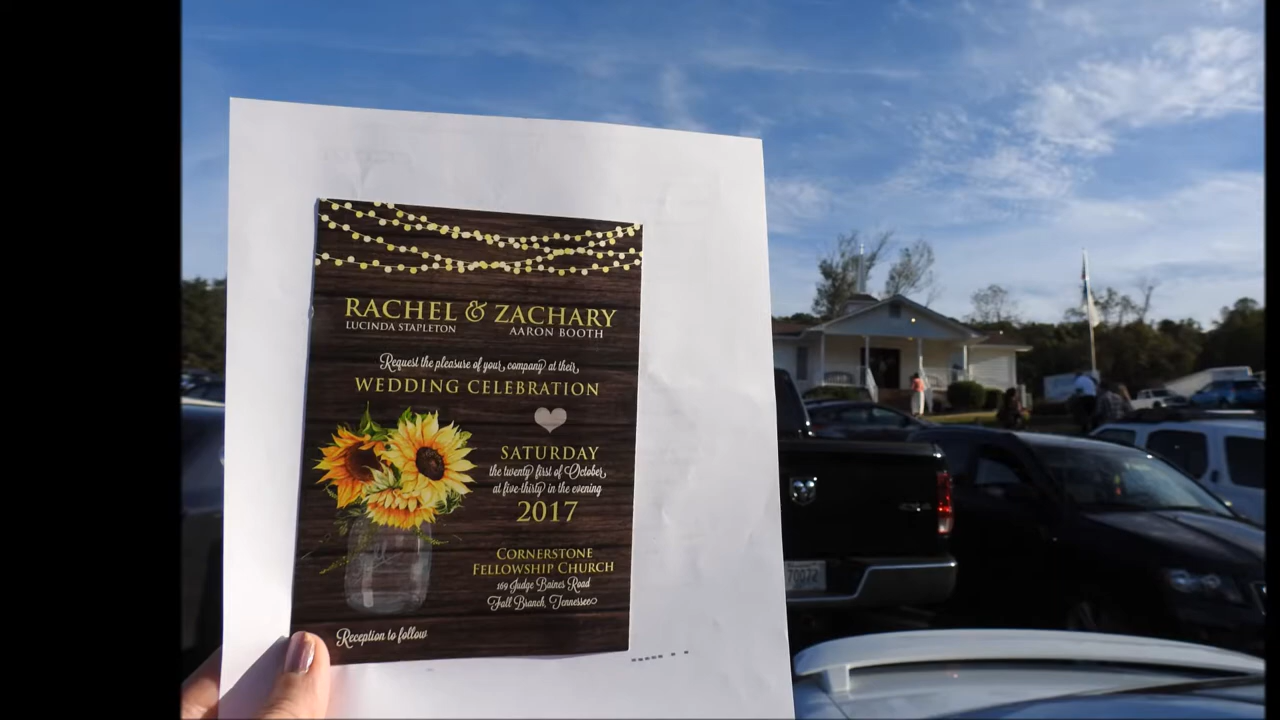 RACHEL & ZACHARY
LUCINDA STAPLETON AARON BOOTH
Request the pleasure of your company at their
WEDDING CELEBRATION
SATURDAY
the twenty first of October
at five-thirty in the evening
2017
CORNERSTONE
FELLOWSHIP CHURCH
169 Judge Baines Road
Fall Branch, Tennessee
Reception to follow
70072